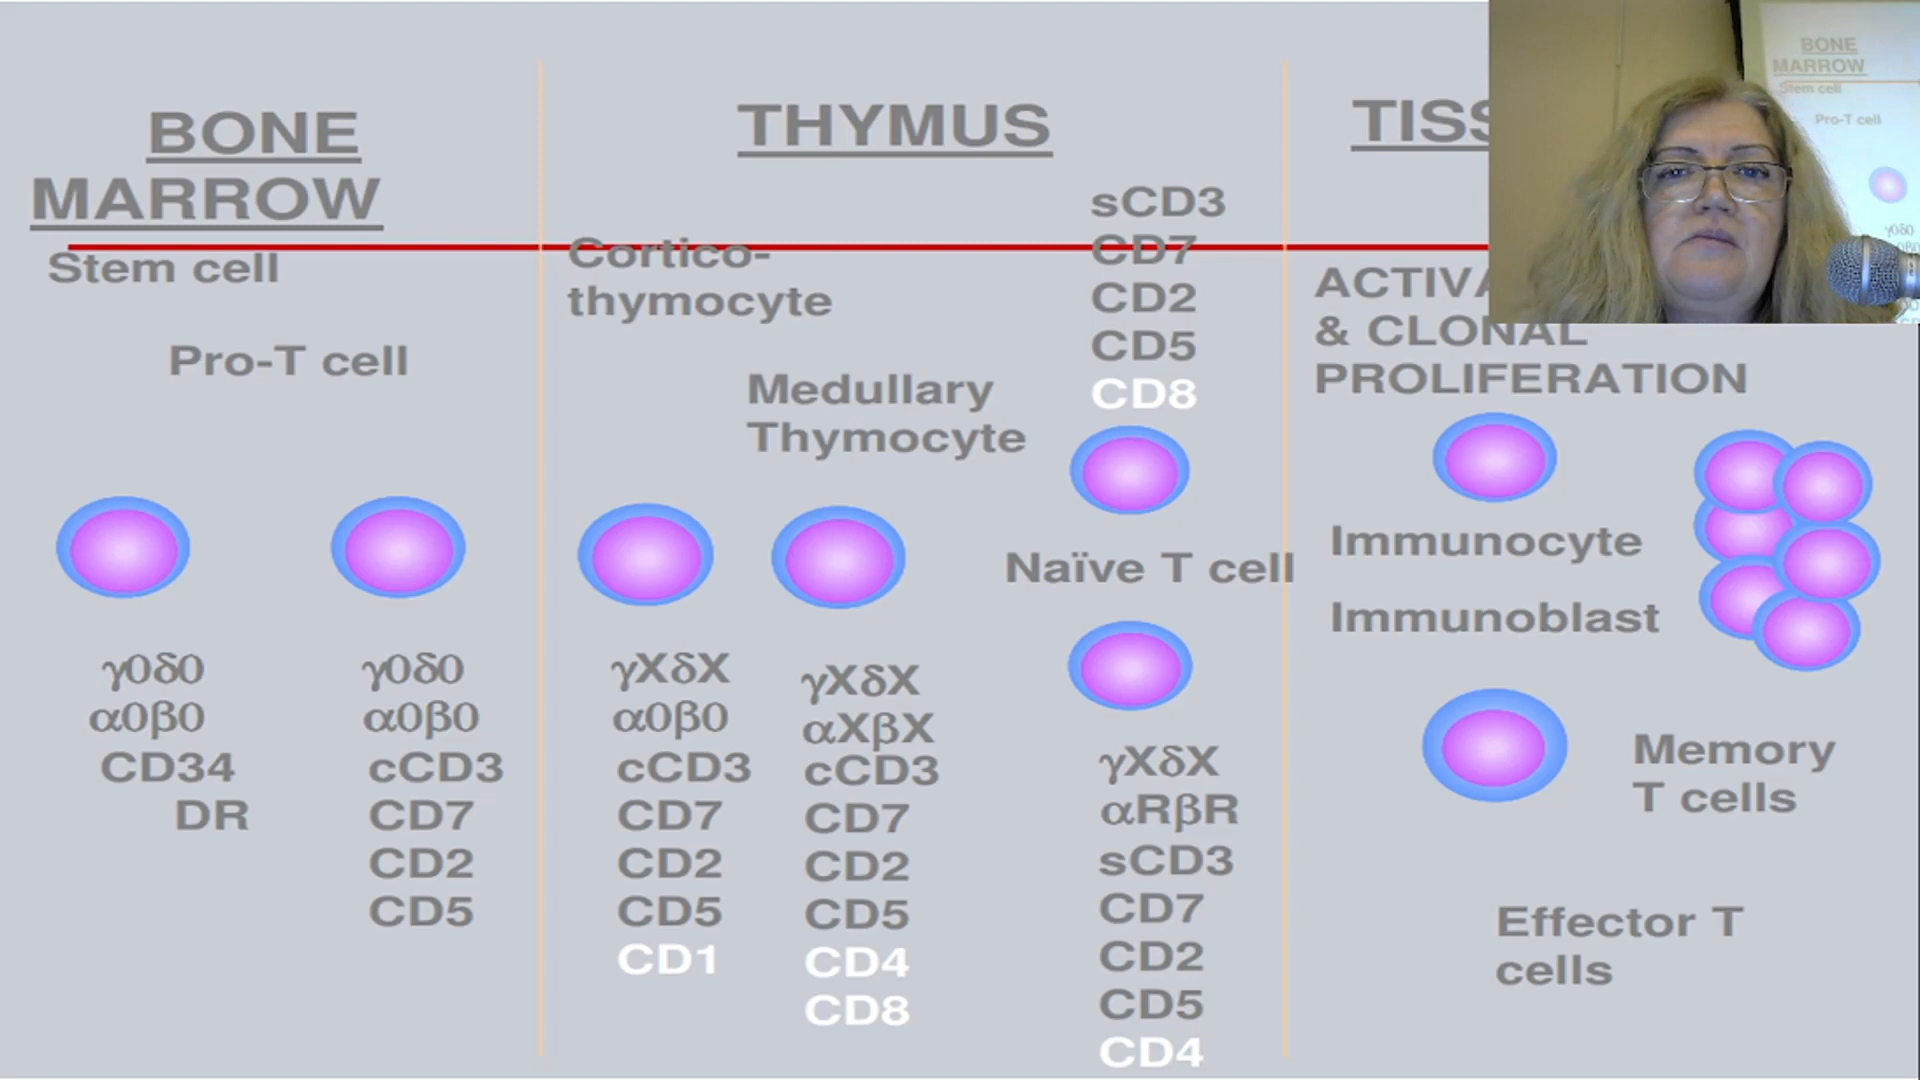 BONE
MARROW
Stem cell
Pro-T cell
γ0δ0
α0β0
CD34
DR
γ0δ0
α0β0
cCD3
CD7
CD2
CD5
THYMUS
Cortico-
thymocyte
Medullary
Thymocyte
γXδX
α0β0
cCD3
CD7
CD2
CD5
CD1
γXδX
αXβX
cCD3
CD7
CD2
CD5
CD4
CD8
sCD3
CD7
CD2
CD5
CD8
Naïve T cell
γXδX
αRβR
sCD3
CD7
CD2
CD5
CD4
TISS
ACTIVA
& CLONAL
PROLIFERATION
Immunocyte
Immunoblast
Memory
T cells
Effector T
cells
BONE
MARROW
Stem cell
Pro-T cell
γ0δ0